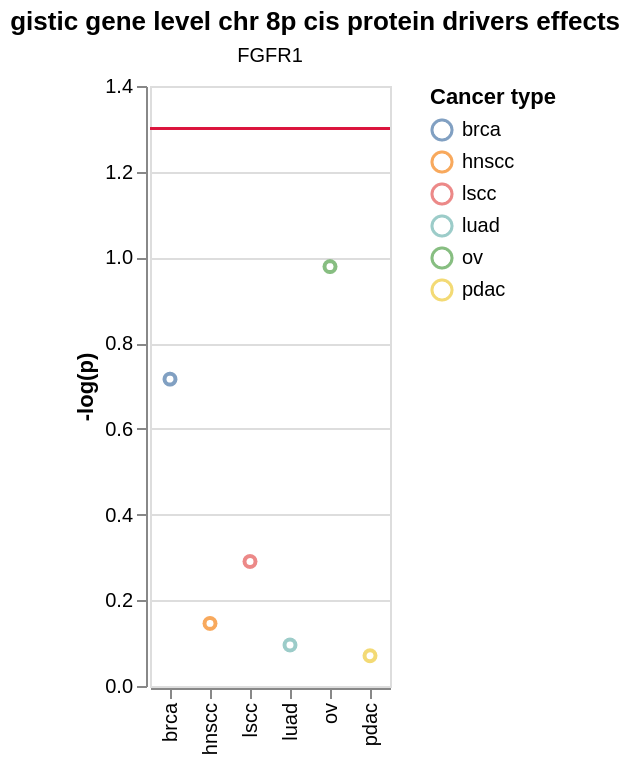 gistic gene level chr 8p cis protein drivers effects
FGFR1
Cancer type
brca
hnscc
lscc
luad
ov
pdac
-log(p)
1.4
1.2
1.0
0.8
0.6
0.4
0.2
0.0
brca
hnscc
lscc
luad
ov
pdac